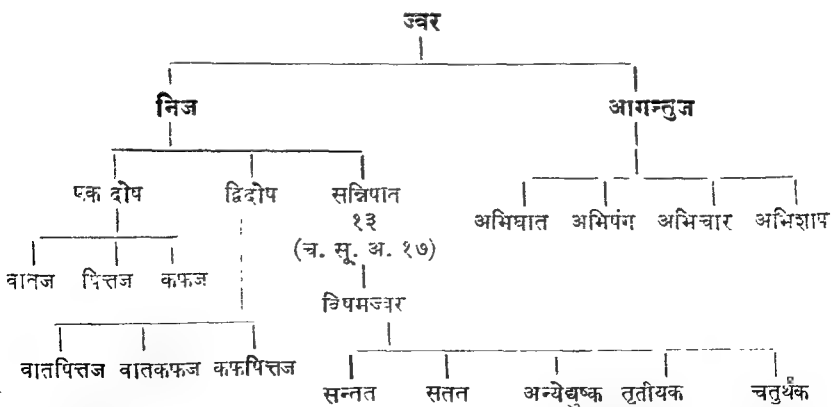 ज्वर
निज आगन्तुज
एक दोष द्विदोष सन्निपात
१३
(च. सू. अ. १७)
अभिघात अभिषंग अभिचार अभिशाप
वातज पित्तज कफज
विषमज्वर
वातपित्तज वातकफज कफपित्तज
सन्नत सतत अन्येद्युष्क तृतीयक चतुर्थक